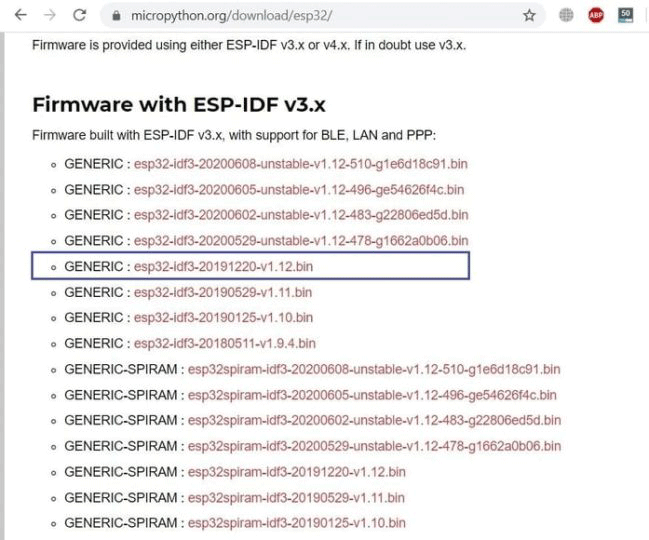 micropython.org/download/esp32/
ABP
50
Firmware is provided using either ESP-IDF v3.x or v4.x. If in doubt use v3.x.
Firmware with ESP-IDF v3.x
Firmware built with ESP-IDF v3.x, with support for BLE, LAN and PPP:
GENERIC : esp32-idf3-20200608-unstable-v1.12-510-g1e6d18c91.bin
GENERIC : esp32-idf3-20200605-unstable-v1.12-496-ge54626f4c.bin
GENERIC : esp32-idf3-20200602-unstable-v1.12-483-g22806ed5d.bin
GENERIC : esp32-idf3-20200529-unstable-v1.12-478-g1662a0b06.bin
GENERIC : esp32-idf3-20191220-v1.12.bin
GENERIC : esp32-idf3-20190529-v1.11.bin
GENERIC : esp32-idf3-20190125-v1.10.bin
GENERIC : esp32-idf3-20180511-v1.9.4.bin
GENERIC-SPIRAM : esp32spiram-idf3-20200608-unstable-v1.12-510-g1e6d18c91.bin
GENERIC-SPIRAM : esp32spiram-idf3-20200605-unstable-v1.12-496-ge54626f4c.bin
GENERIC-SPIRAM : esp32spiram-idf3-20200602-unstable-v1.12-483-g22806ed5d.bin
GENERIC-SPIRAM : esp32spiram-idf3-20200529-unstable-v1.12-478-g1662a0b06.bin
GENERIC-SPIRAM : esp32spiram-idf3-20191220-v1.12.bin
GENERIC-SPIRAM : esp32spiram-idf3-20190529-v1.11.bin
GENERIC-SPIRAM : esp32spiram-idf3-20190125-v1.10.bin